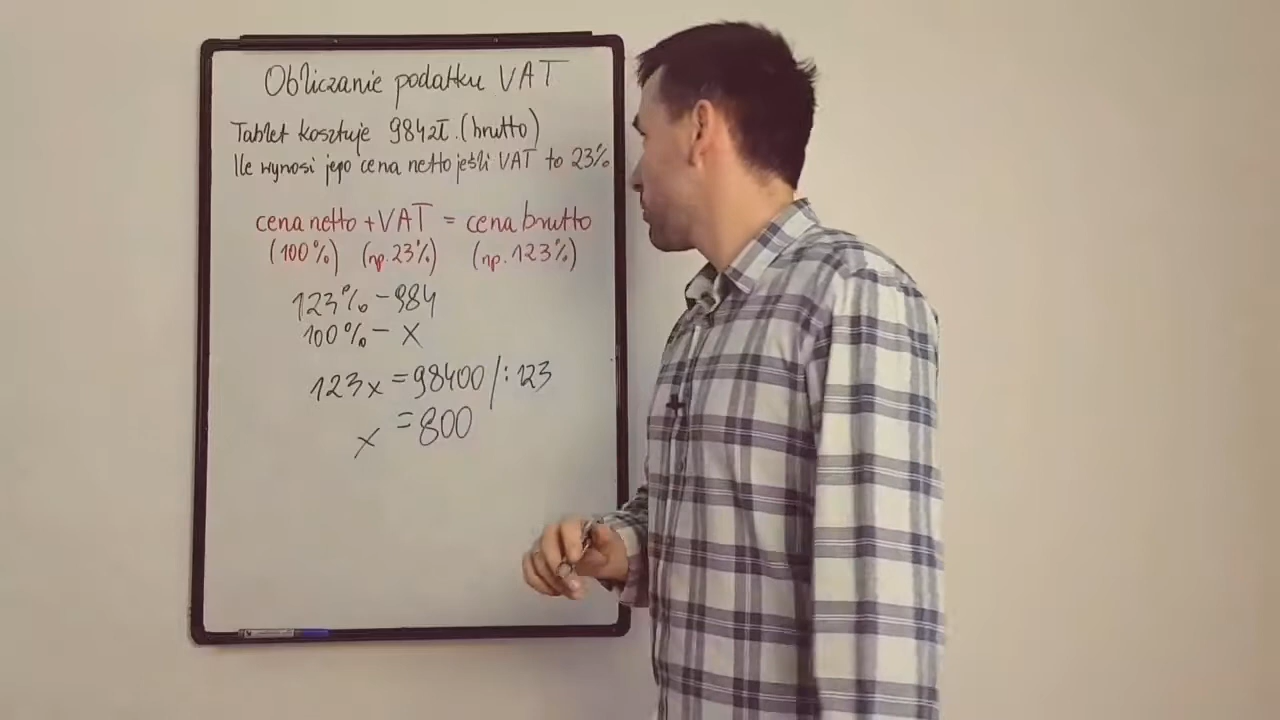 Obliczanie podatku VAT
Tablet kosztuje 984zł. (brutto)
Ile wynosi jego cena netto jeśli VAT to 23%
cena netto + VAT = cena brutto
(100%) (np. 23%) (np. 123%)
123% - 984
100% - x
123x = 98400 /: 123
x = 800